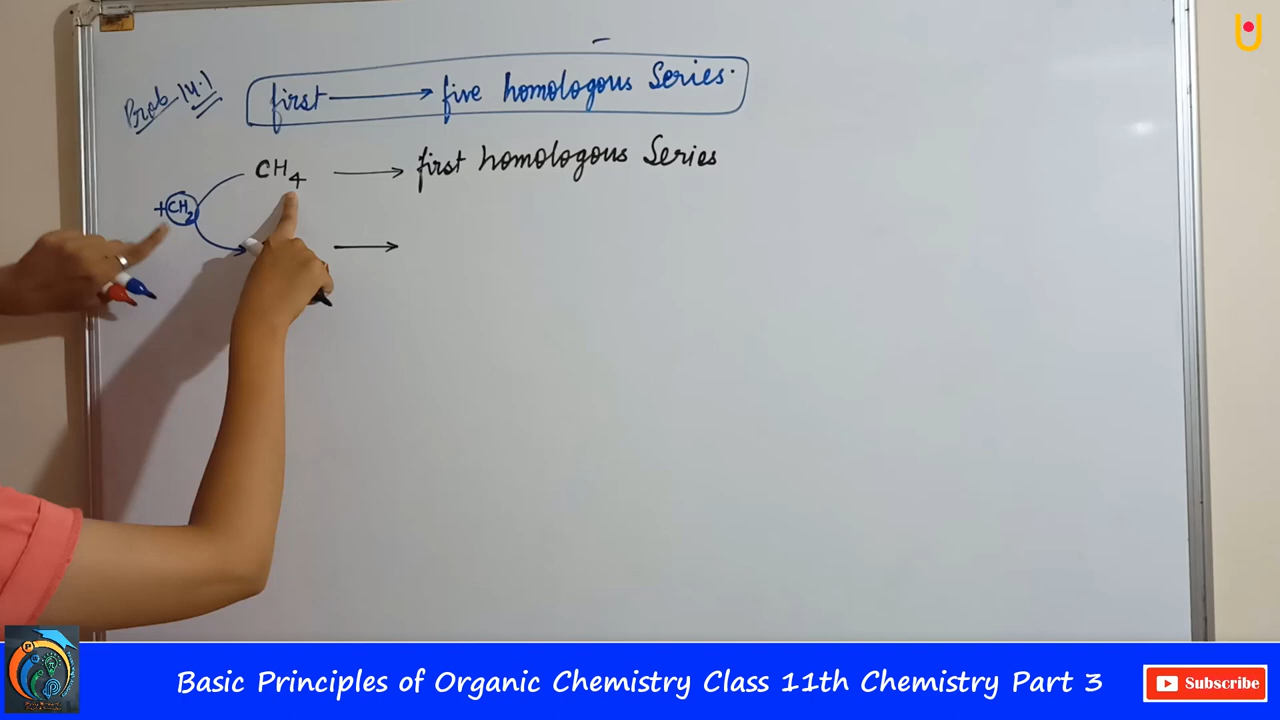 Prob 14.1
first → five homologous Series.
CH4 → first homologous Series
+CH2
→
Basic Principles of Organic Chemistry Class 11th Chemistry Part 3
Subscribe